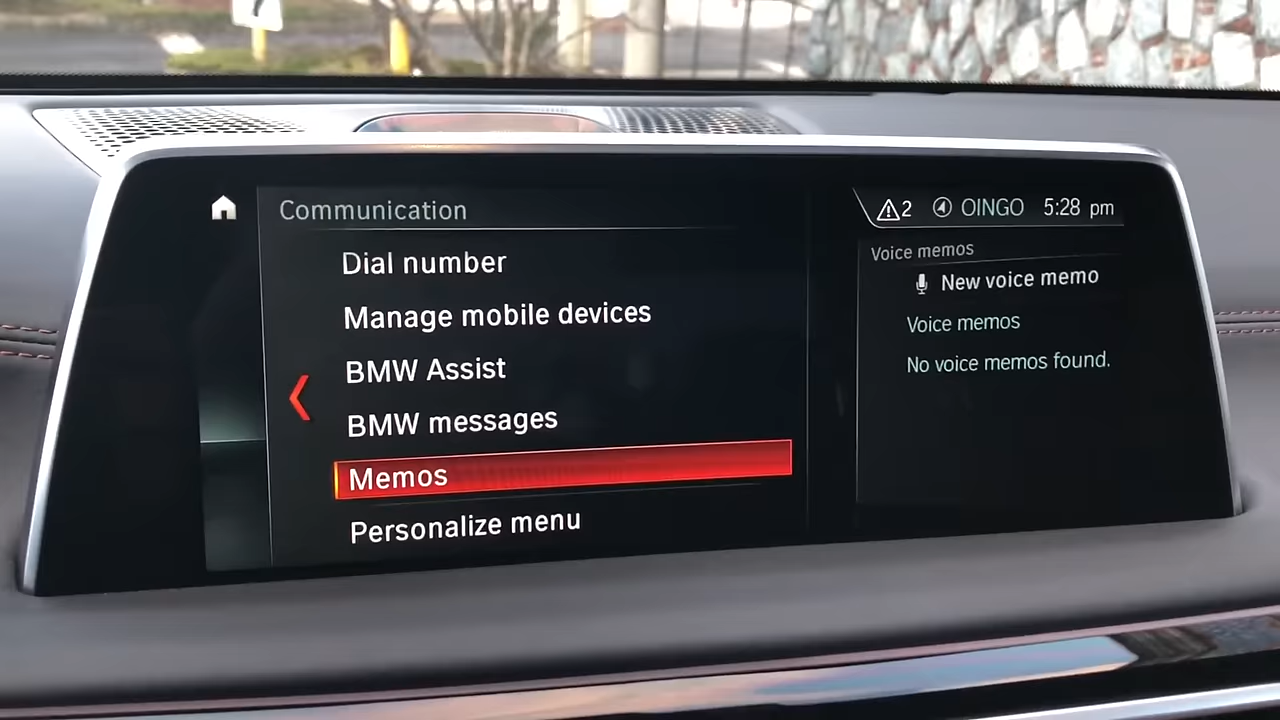 Communication
Dial number
Manage mobile devices
BMW Assist
BMW messages
Memos
Personalize menu
2 OINGO 5:28 pm
Voice memos
New voice memo
Voice memos
No voice memos found.